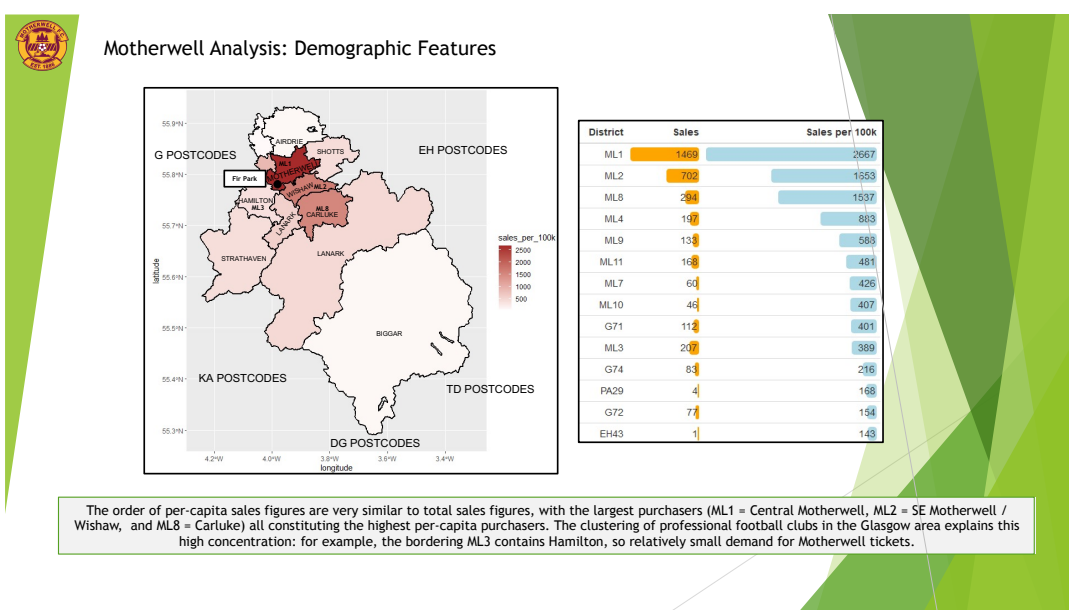 MOTHERWELL F.C.
EST. 1886
Motherwell Analysis: Demographic Features
55.9°N
55.8°N
55.7°N
55.6°N
55.5°N
55.4°N
55.3°N
latitude
4.2°W 4.0°W 3.8°W 3.6°W 3.4°W
longitude
G POSTCODES
EH POSTCODES
KA POSTCODES
TD POSTCODES
DG POSTCODES
Fir Park
AIRDRIE
SHOTTS
ML1
MOTHERWELL
WISHAW ML2
HAMILTON
ML3
LANARK
ML8
CARLUKE
STRATHAVEN
LANARK
BIGGAR
sales_per_100k
2500
2000
1500
1000
500
District Sales Sales per 100k
ML1 1469 2667
ML2 702 1653
ML8 294 1537
ML4 197 883
ML9 133 588
ML11 168 481
ML7 60 426
ML10 46 407
G71 112 401
ML3 207 389
G74 83 216
PA29 4 168
G72 77 154
EH43 1 143
The order of per-capita sales figures are very similar to total sales figures, with the largest purchasers (ML1 = Central Motherwell, ML2 = SE Motherwell /
Wishaw, and ML8 = Carluke) all constituting the highest per-capita purchasers. The clustering of professional football clubs in the Glasgow area explains this
high concentration: for example, the bordering ML3 contains Hamilton, so relatively small demand for Motherwell tickets.